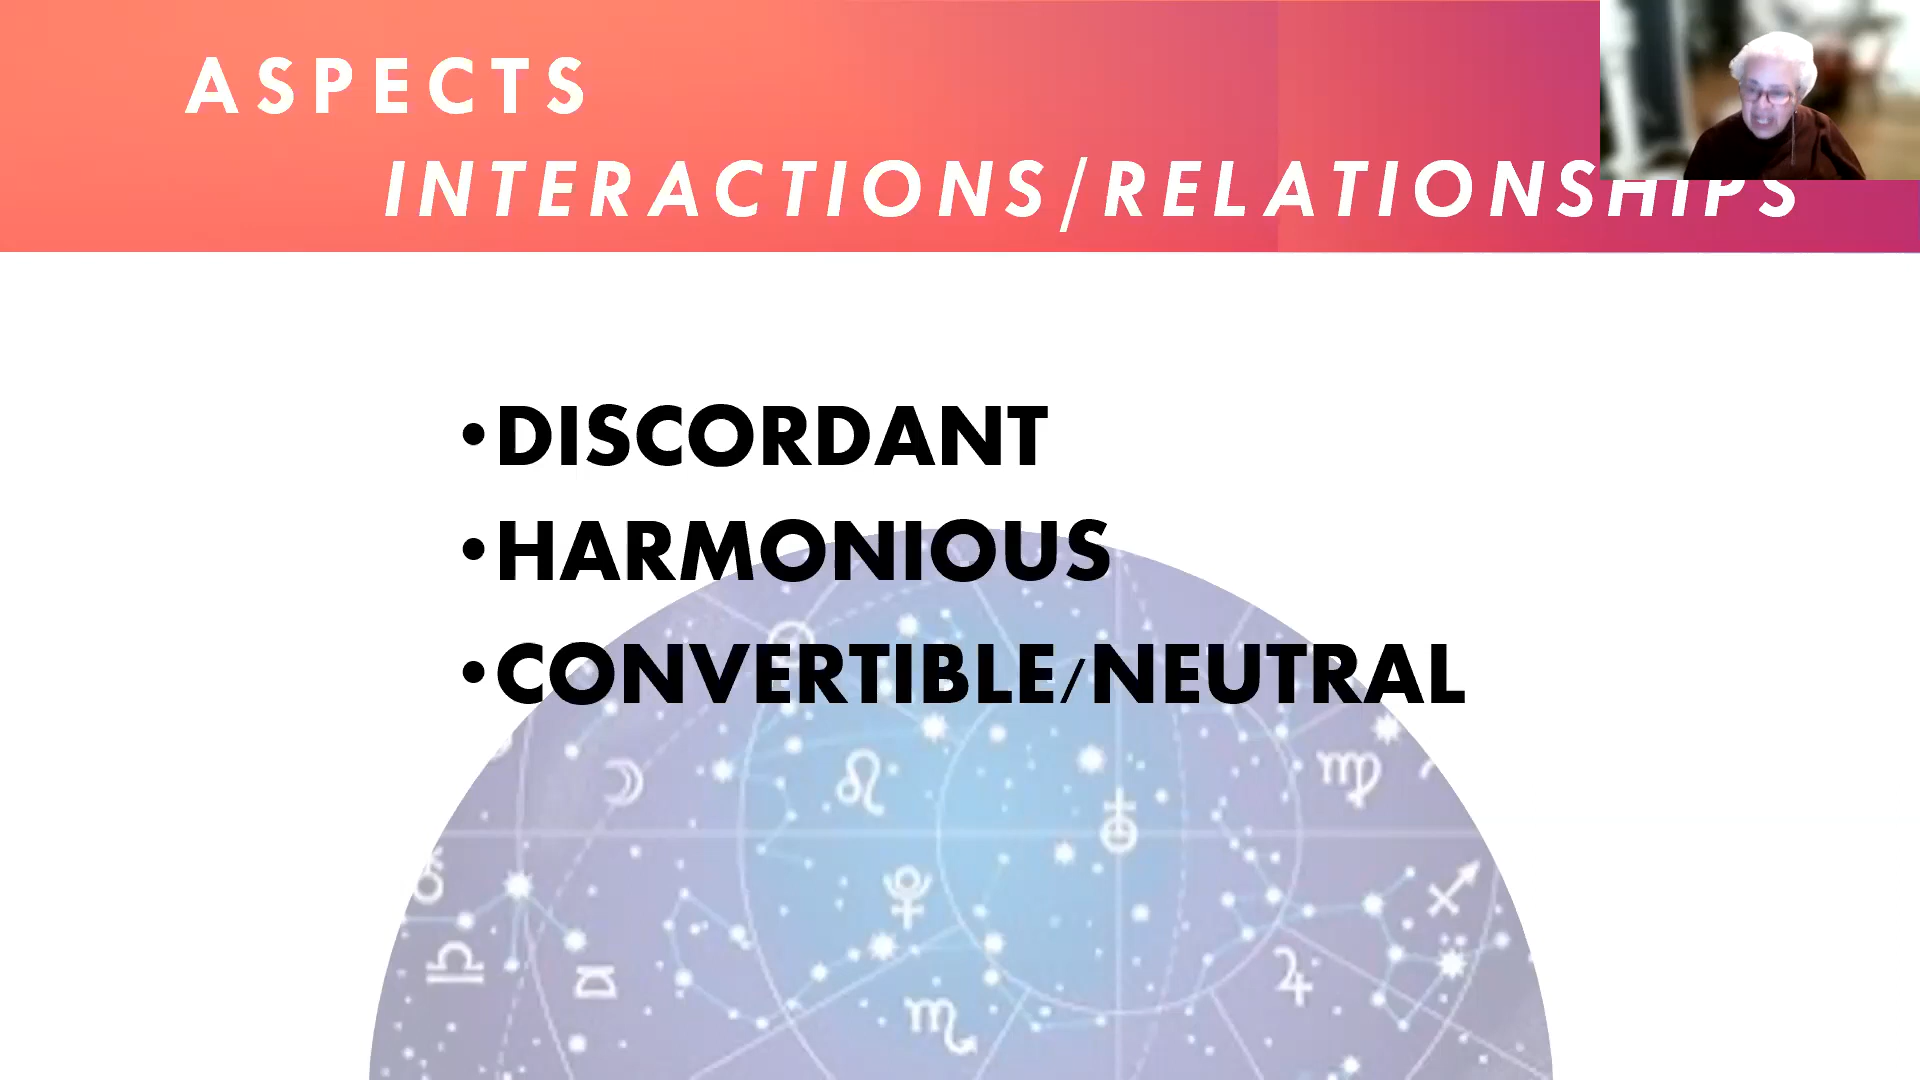 ASPECTS
INTERACTIONS/RELATIONSHIPS
•DISCORDANT
•HARMONIOUS
•CONVERTIBLE/NEUTRAL